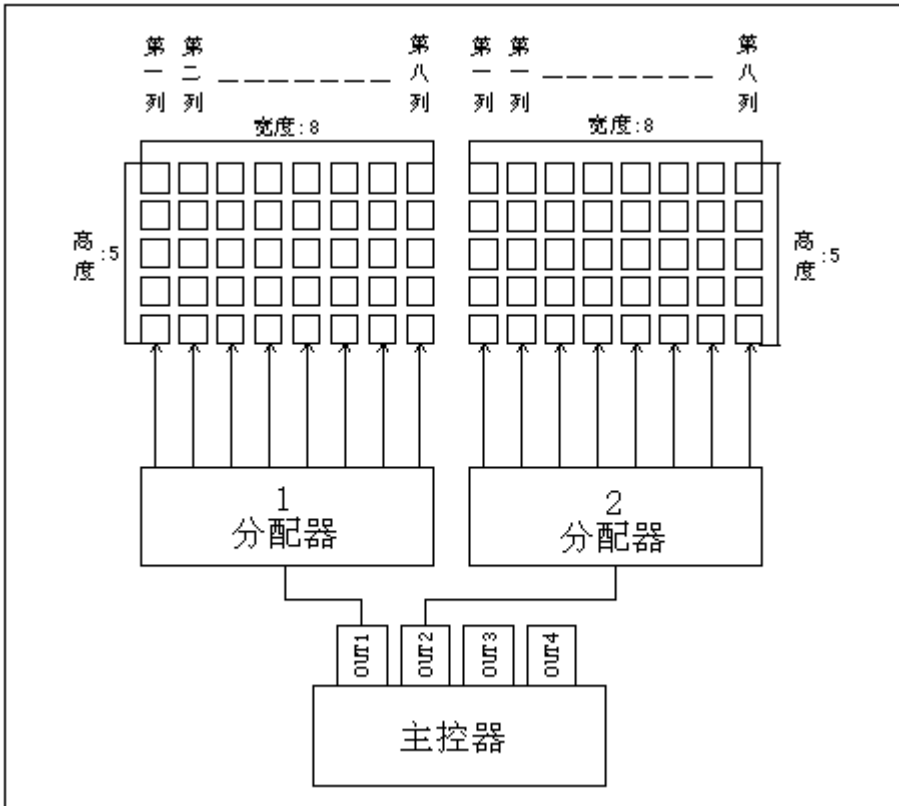 第一列 第二列 _ _ _ _ _ _ _ 第八列
第一列 第一列 _ _ _ _ _ _ _ 第八列
宽度:8
宽度:8
高度:5
高度:5
1
分配器
2
分配器
OUT1 OUT2 OUT3 OUT4
主控器